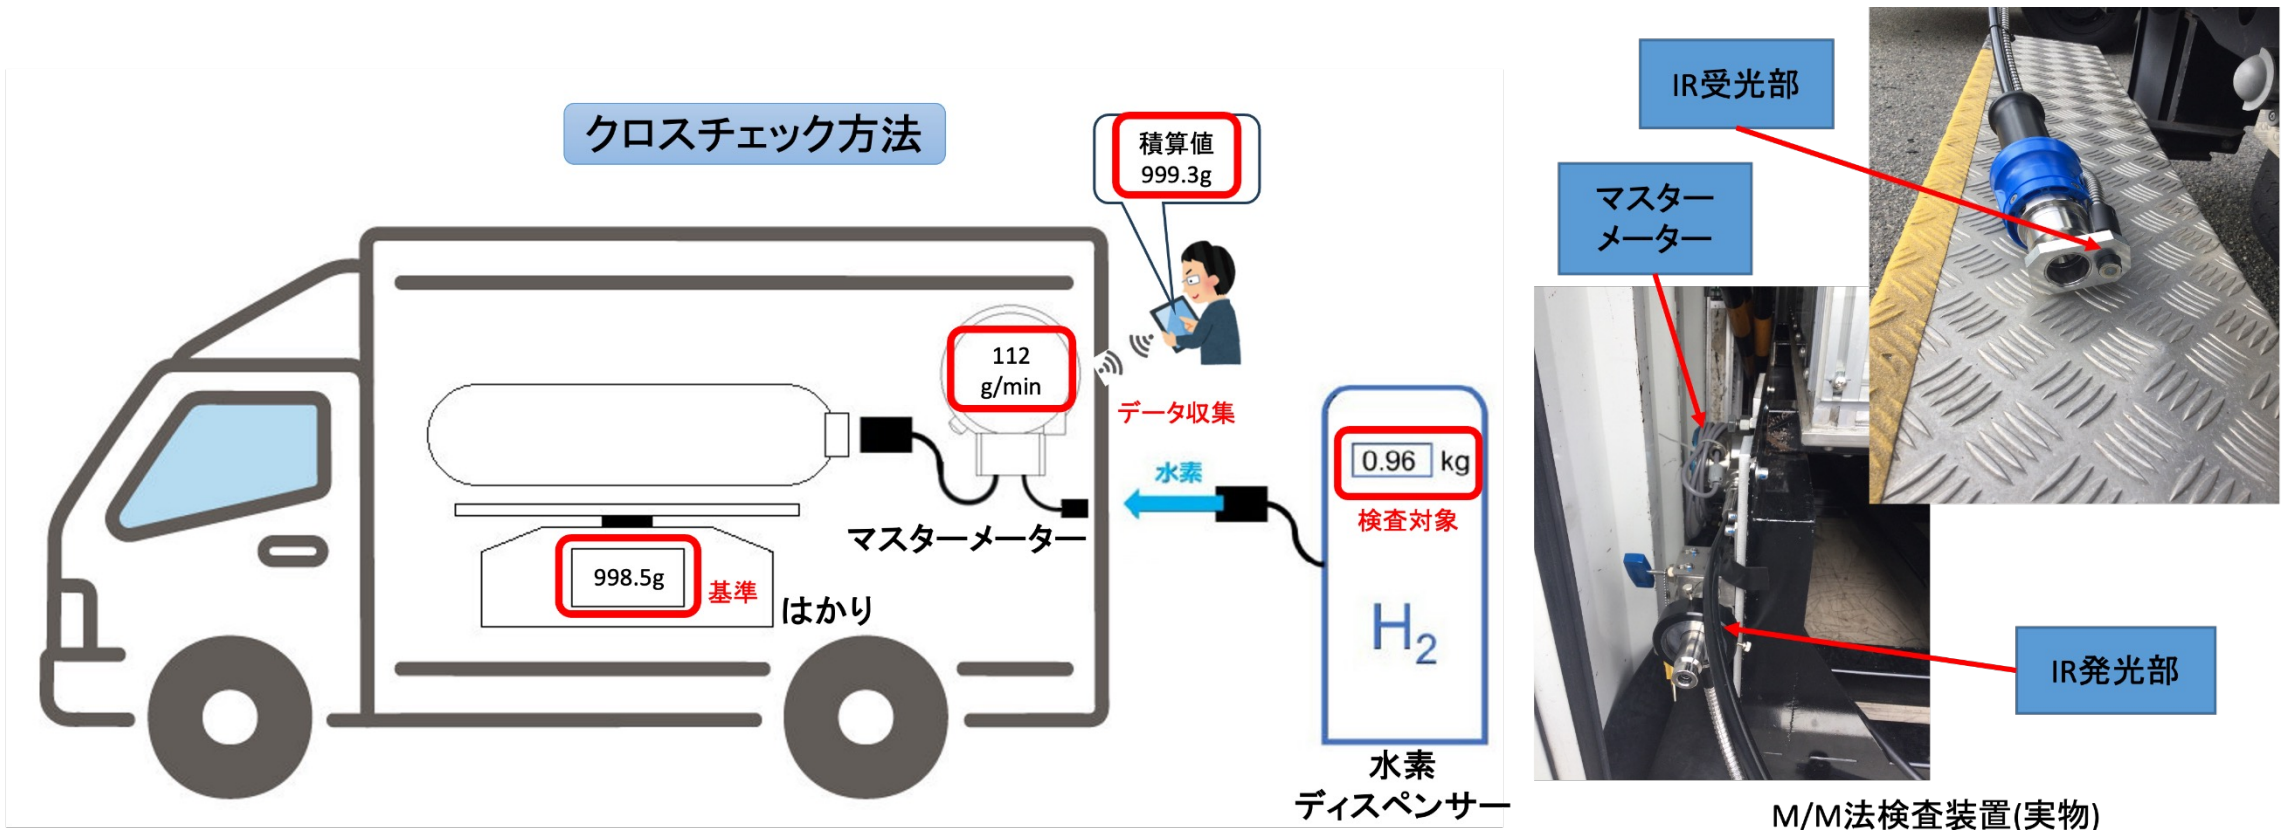 クロスチェック方法
積算値
999.3g
112
g/min
データ収集
水素
0.96 kg
検査対象
マスターメーター
998.5g
基準
はかり
H2
水素
ディスペンサー
IR受光部
マスター
メーター
IR発光部
M/M法検査装置(実物)